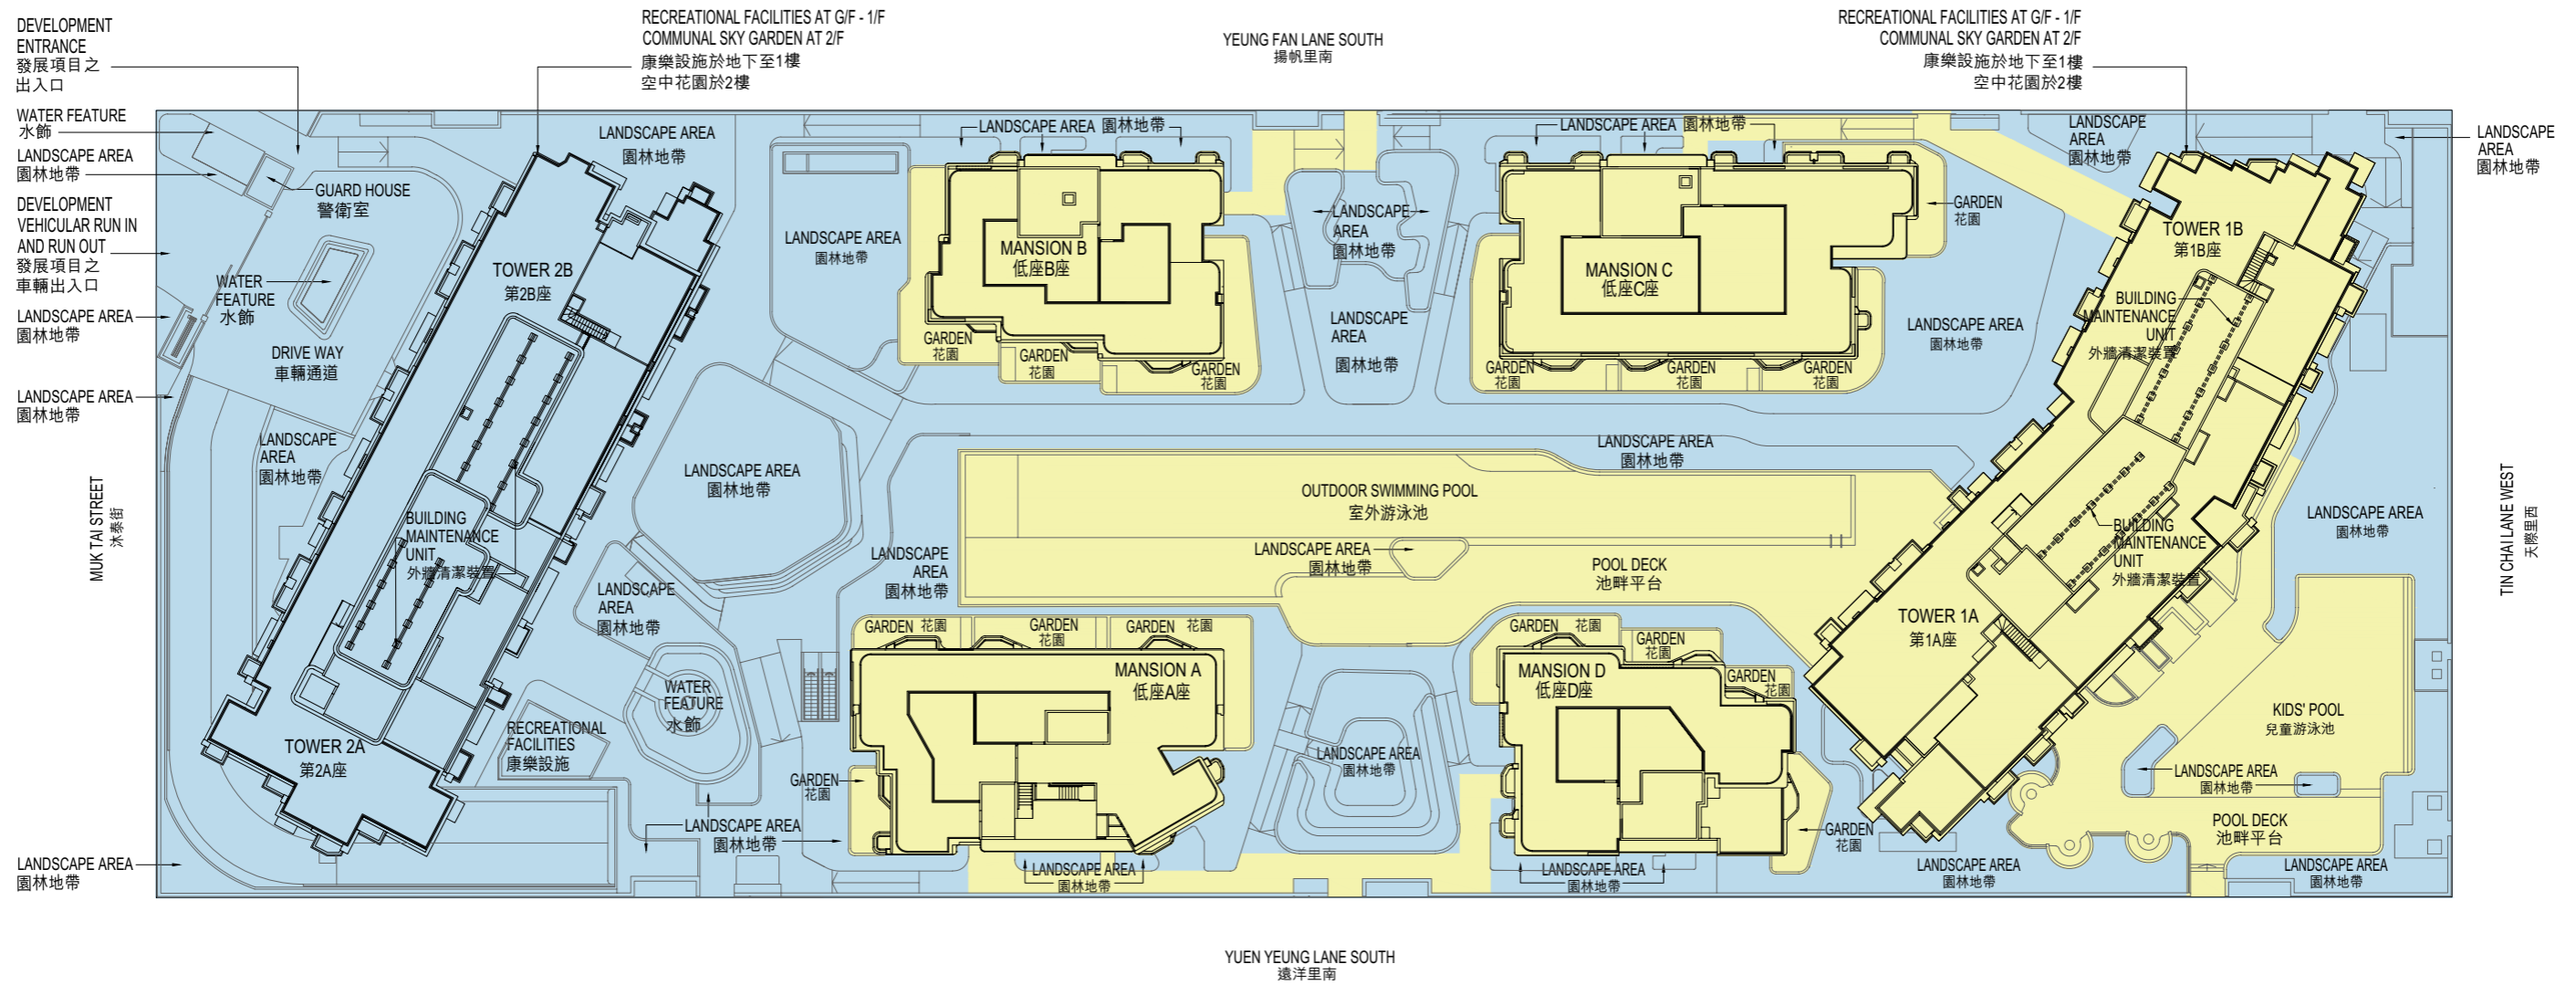 DEVELOPMENT
ENTRANCE
發展項目之
出入口
RECREATIONAL FACILITIES AT G/F - 1/F
COMMUNAL SKY GARDEN AT 2/F
康樂設施於地下至1樓
空中花園於2樓
YEUNG FAN LANE SOUTH
揚帆里南
RECREATIONAL FACILITIES AT G/F - 1/F
COMMUNAL SKY GARDEN AT 2/F
康樂設施於地下至1樓
空中花園於2樓
WATER FEATURE
水飾
LANDSCAPE AREA
園林地帶
DEVELOPMENT
VEHICULAR RUN IN
AND RUN OUT
發展項目之
車輛出入口
LANDSCAPE AREA
園林地帶
LANDSCAPE AREA
園林地帶
MUK TAI STREET
沐泰街
LANDSCAPE AREA
園林地帶
GUARD HOUSE
警衛室
WATER
FEATURE
水飾
DRIVE WAY
車輛通道
LANDSCAPE
AREA
園林地帶
LANDSCAPE AREA
園林地帶
TOWER 2B
第2B座
BUILDING
MAINTENANCE
UNIT
外牆清潔裝置
TOWER 2A
第2A座
LANDSCAPE AREA
園林地帶
LANDSCAPE AREA
園林地帶
LANDSCAPE
AREA
園林地帶
WATER
FEATURE
水飾
RECREATIONAL
FACILITIES
康樂設施
LANDSCAPE AREA
園林地帶
LANDSCAPE AREA 園林地帶
MANSION B
低座B座
GARDEN
花園
GARDEN
花園
GARDEN
花園
LANDSCAPE
AREA
園林地帶
LANDSCAPE
AREA
園林地帶
LANDSCAPE AREA 園林地帶
MANSION C
低座C座
GARDEN
花園
GARDEN
花園
GARDEN
花園
GARDEN
花園
LANDSCAPE AREA
園林地帶
LANDSCAPE
AREA
園林地帶
LANDSCAPE
AREA
園林地帶
TOWER 1B
第1B座
BUILDING
MAINTENANCE
UNIT
外牆清潔裝置
LANDSCAPE AREA
園林地帶
OUTDOOR SWIMMING POOL
室外游泳池
LANDSCAPE AREA
園林地帶
POOL DECK
池畔平台
LANDSCAPE
AREA
園林地帶
BUILDING
MAINTENANCE
UNIT
外牆清潔裝置
TOWER 1A
第1A座
LANDSCAPE AREA
園林地帶
TIN CHAI LANE WEST
天際里西
GARDEN 花園
GARDEN
花園
GARDEN 花園
MANSION A
低座A座
GARDEN
花園
LANDSCAPE AREA
園林地帶
LANDSCAPE AREA
園林地帶
GARDEN 花園
GARDEN
花園
GARDEN
花園
MANSION D
低座D座
GARDEN
花園
LANDSCAPE AREA
園林地帶
KIDS' POOL
兒童游泳池
LANDSCAPE AREA
園林地帶
POOL DECK
池畔平台
LANDSCAPE AREA
園林地帶
LANDSCAPE AREA
園林地帶
YUEN YEUNG LANE SOUTH
遠洋里南